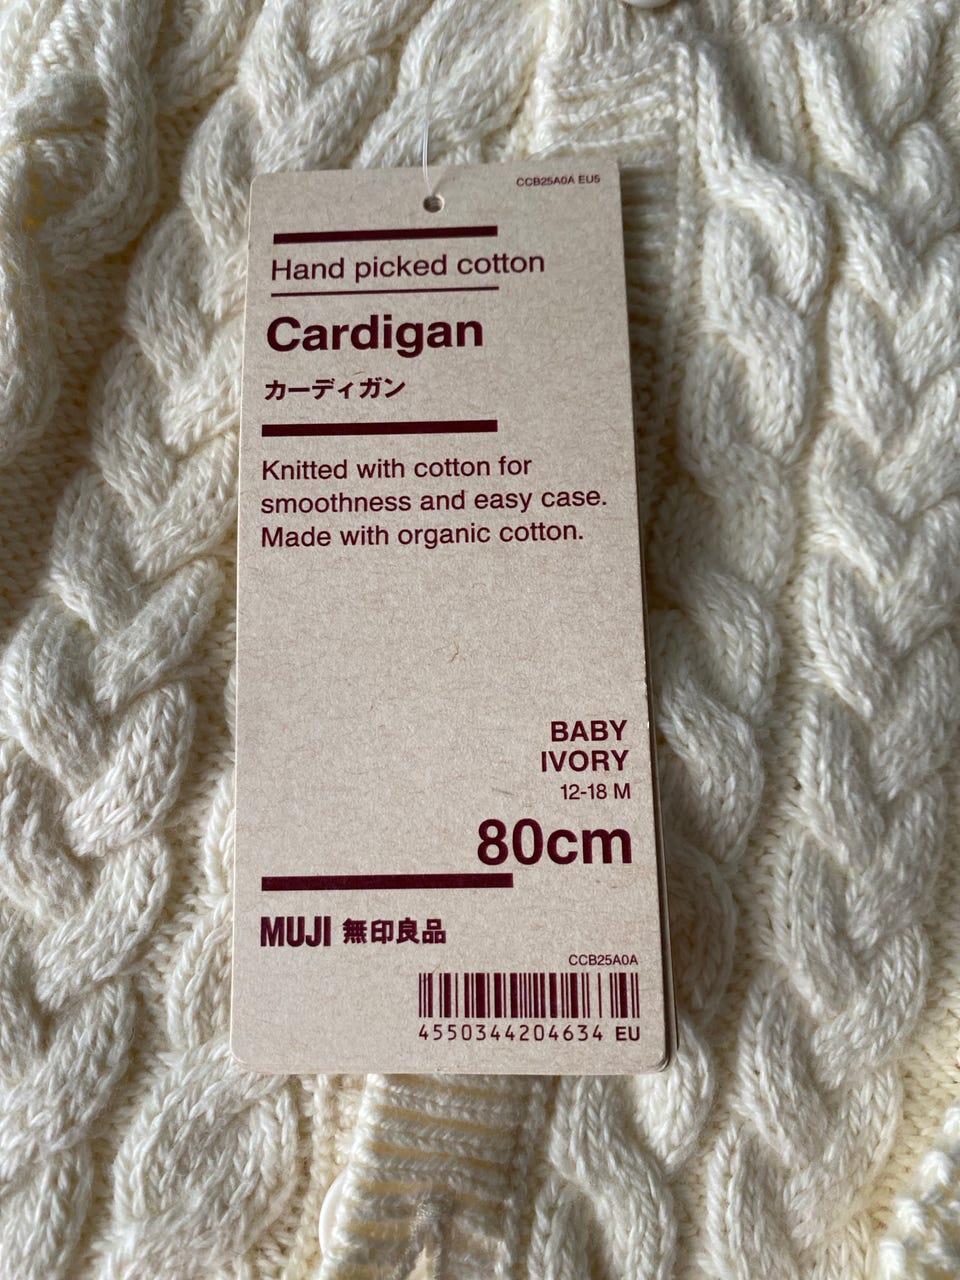 CCB25A0A EU5
Hand picked cotton
Cardigan
カーディガン
Knitted with cotton for
smoothness and easy case.
Made with organic cotton.
BABY
IVORY
12-18 M
80cm
MUJI 無印良品
CCB25A0A
4550344204634 EU